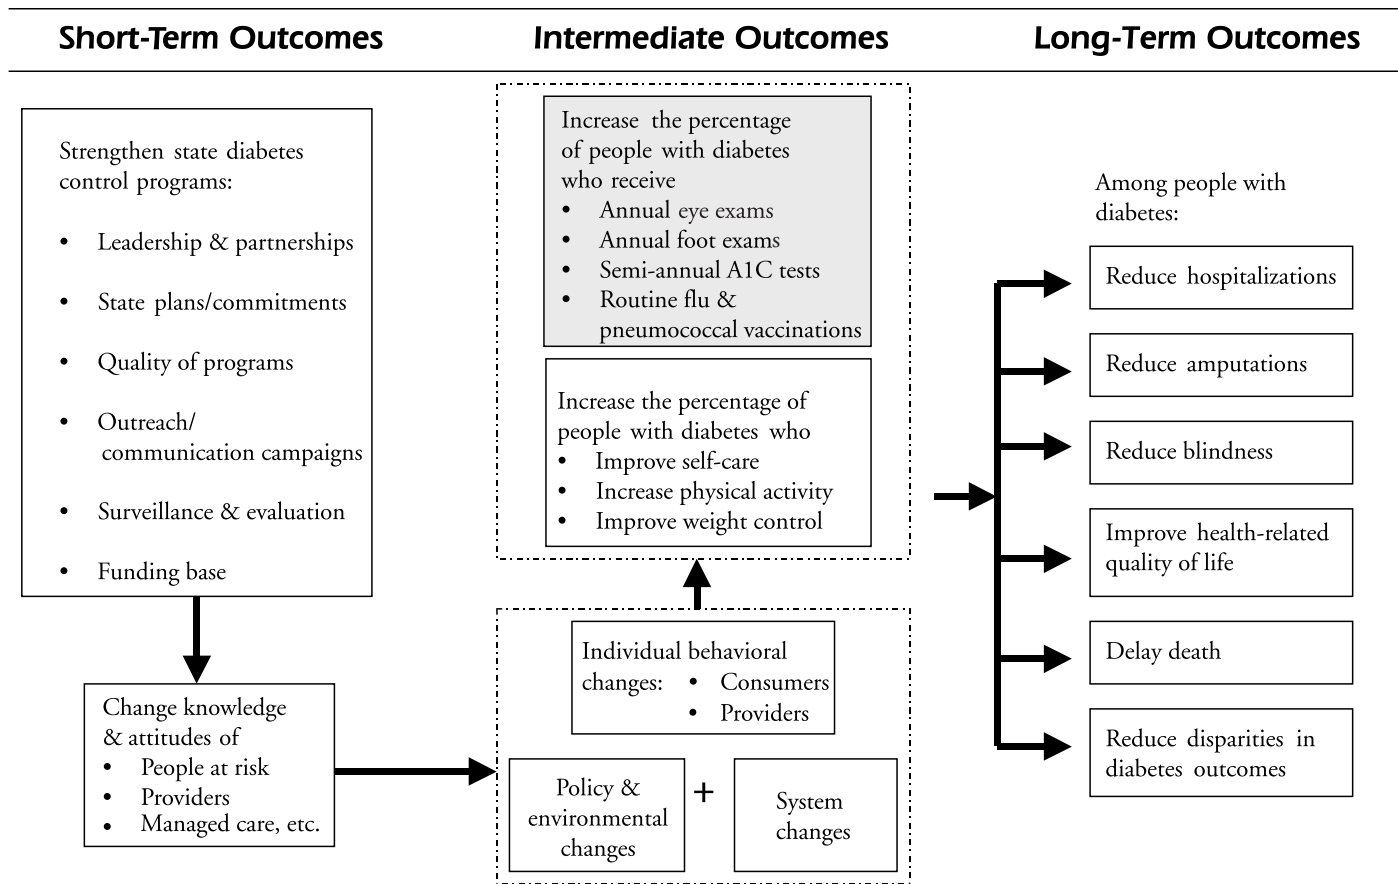 Short-Term Outcomes
Intermediate Outcomes
Long-Term Outcomes
Strengthen state diabetes
control programs:
• Leadership & partnerships
• State plans/commitments
• Quality of programs
• Outreach/
communication campaigns
• Surveillance & evaluation
• Funding base
Change knowledge
& attitudes of
• People at risk
• Providers
• Managed care, etc.
Increase the percentage
of people with diabetes
who receive
• Annual eye exams
• Annual foot exams
• Semi-annual A1C tests
• Routine flu &
pneumococcal vaccinations
Increase the percentage of
people with diabetes who
• Improve self-care
• Increase physical activity
• Improve weight control
Individual behavioral
changes: • Consumers
• Providers
Policy &
environmental
changes
+
System
changes
Among people with
diabetes:
Reduce hospitalizations
Reduce amputations
Reduce blindness
Improve health-related
quality of life
Delay death
Reduce disparities in
diabetes outcomes